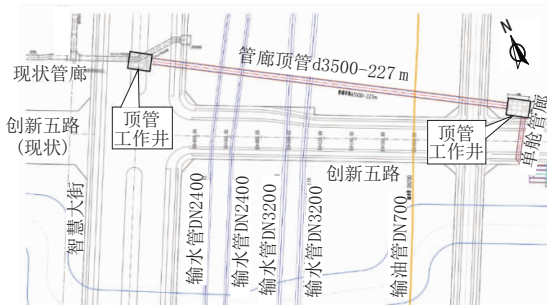 N
管廊顶管d3500-227 m
现状管廊
顶管
工作井
顶管
工作井
单舱管廊
创新五路
(现状)
创新五路
智慧大街
输水管DN2400
输水管DN2400
输水管DN3200
输水管DN3200
输油管DN700